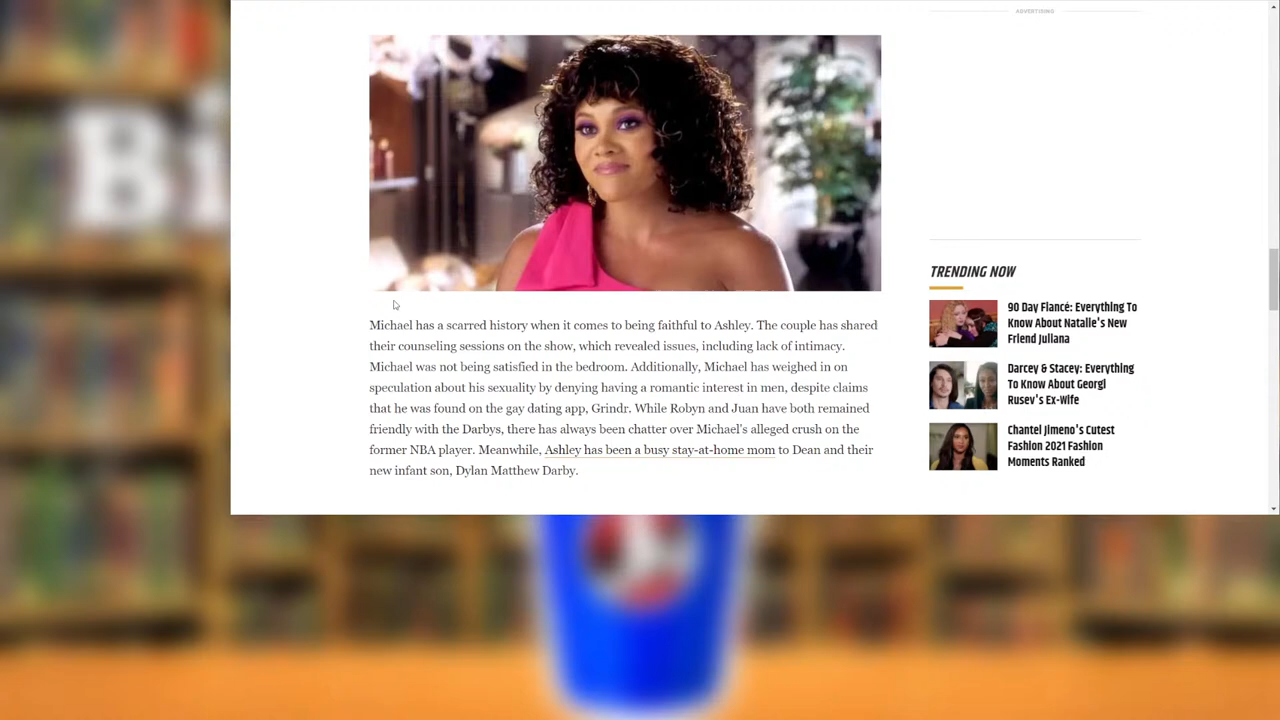 Bi
ADVERTISING
Michael has a scarred history when it comes to being faithful to Ashley. The couple has shared
their counseling sessions on the show, which revealed issues, including lack of intimacy.
Michael was not being satisfied in the bedroom. Additionally, Michael has weighed in on
speculation about his sexuality by denying having a romantic interest in men, despite claims
that he was found on the gay dating app, Grindr. While Robyn and Juan have both remained
friendly with the Darbys, there has always been chatter over Michael's alleged crush on the
former NBA player. Meanwhile, Ashley has been a busy stay-at-home mom to Dean and their
new infant son, Dylan Matthew Darby.
TRENDING NOW
90 Day Fiancé: Everything To
Know About Natalie's New
Friend Juliana
Darcey & Stacey: Everything
To Know About Georgi
Rusev's Ex-Wife
Chantel Jimeno's Cutest
Fashion 2021 Fashion
Moments Ranked